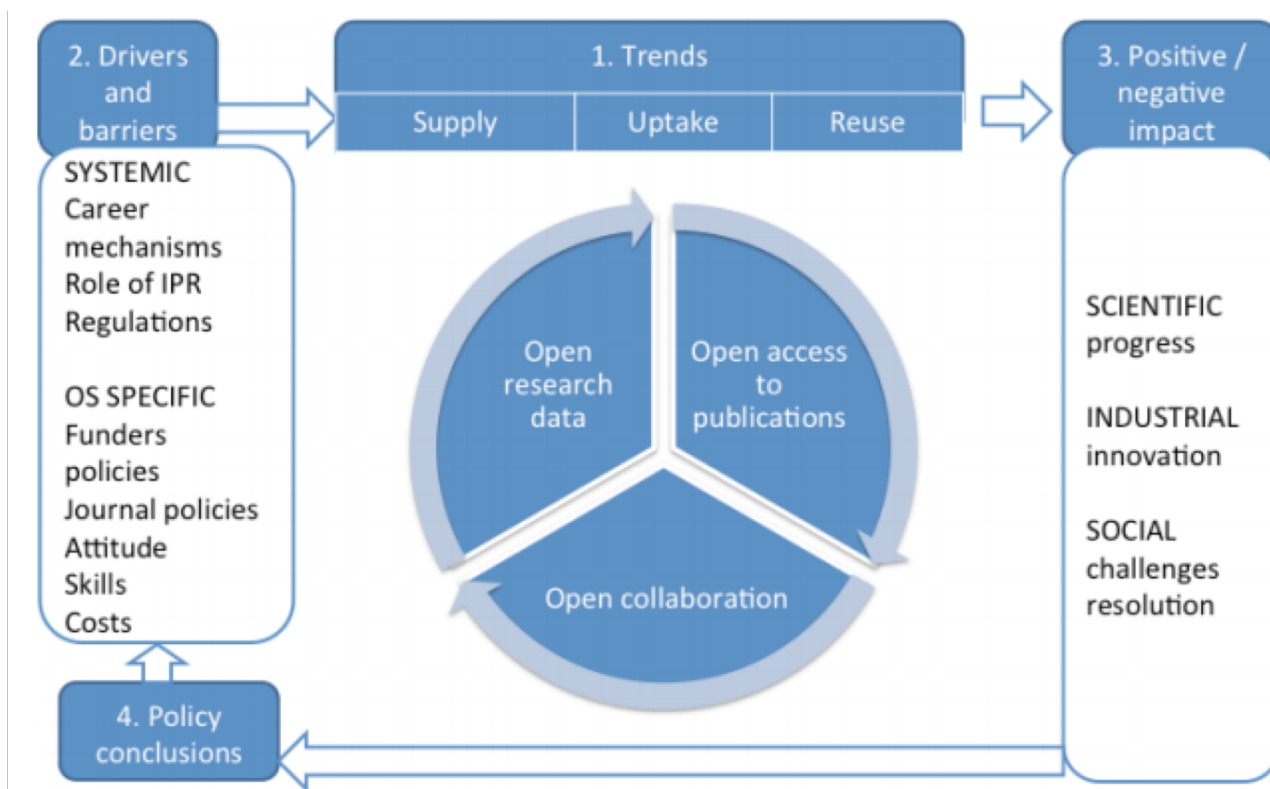 2. Drivers
and
barriers
1. Trends
Supply
Uptake
Reuse
3. Positive /
negative
impact
SYSTEMIC
Career
mechanisms
Role of IPR
Regulations
OS SPECIFIC
Funders
policies
Journal policies
Attitude
Skills
Costs
Open
research
data
Open access
to
publications
Open collaboration
SCIENTIFIC
progress
INDUSTRIAL
innovation
SOCIAL
challenges
resolution
4. Policy
conclusions